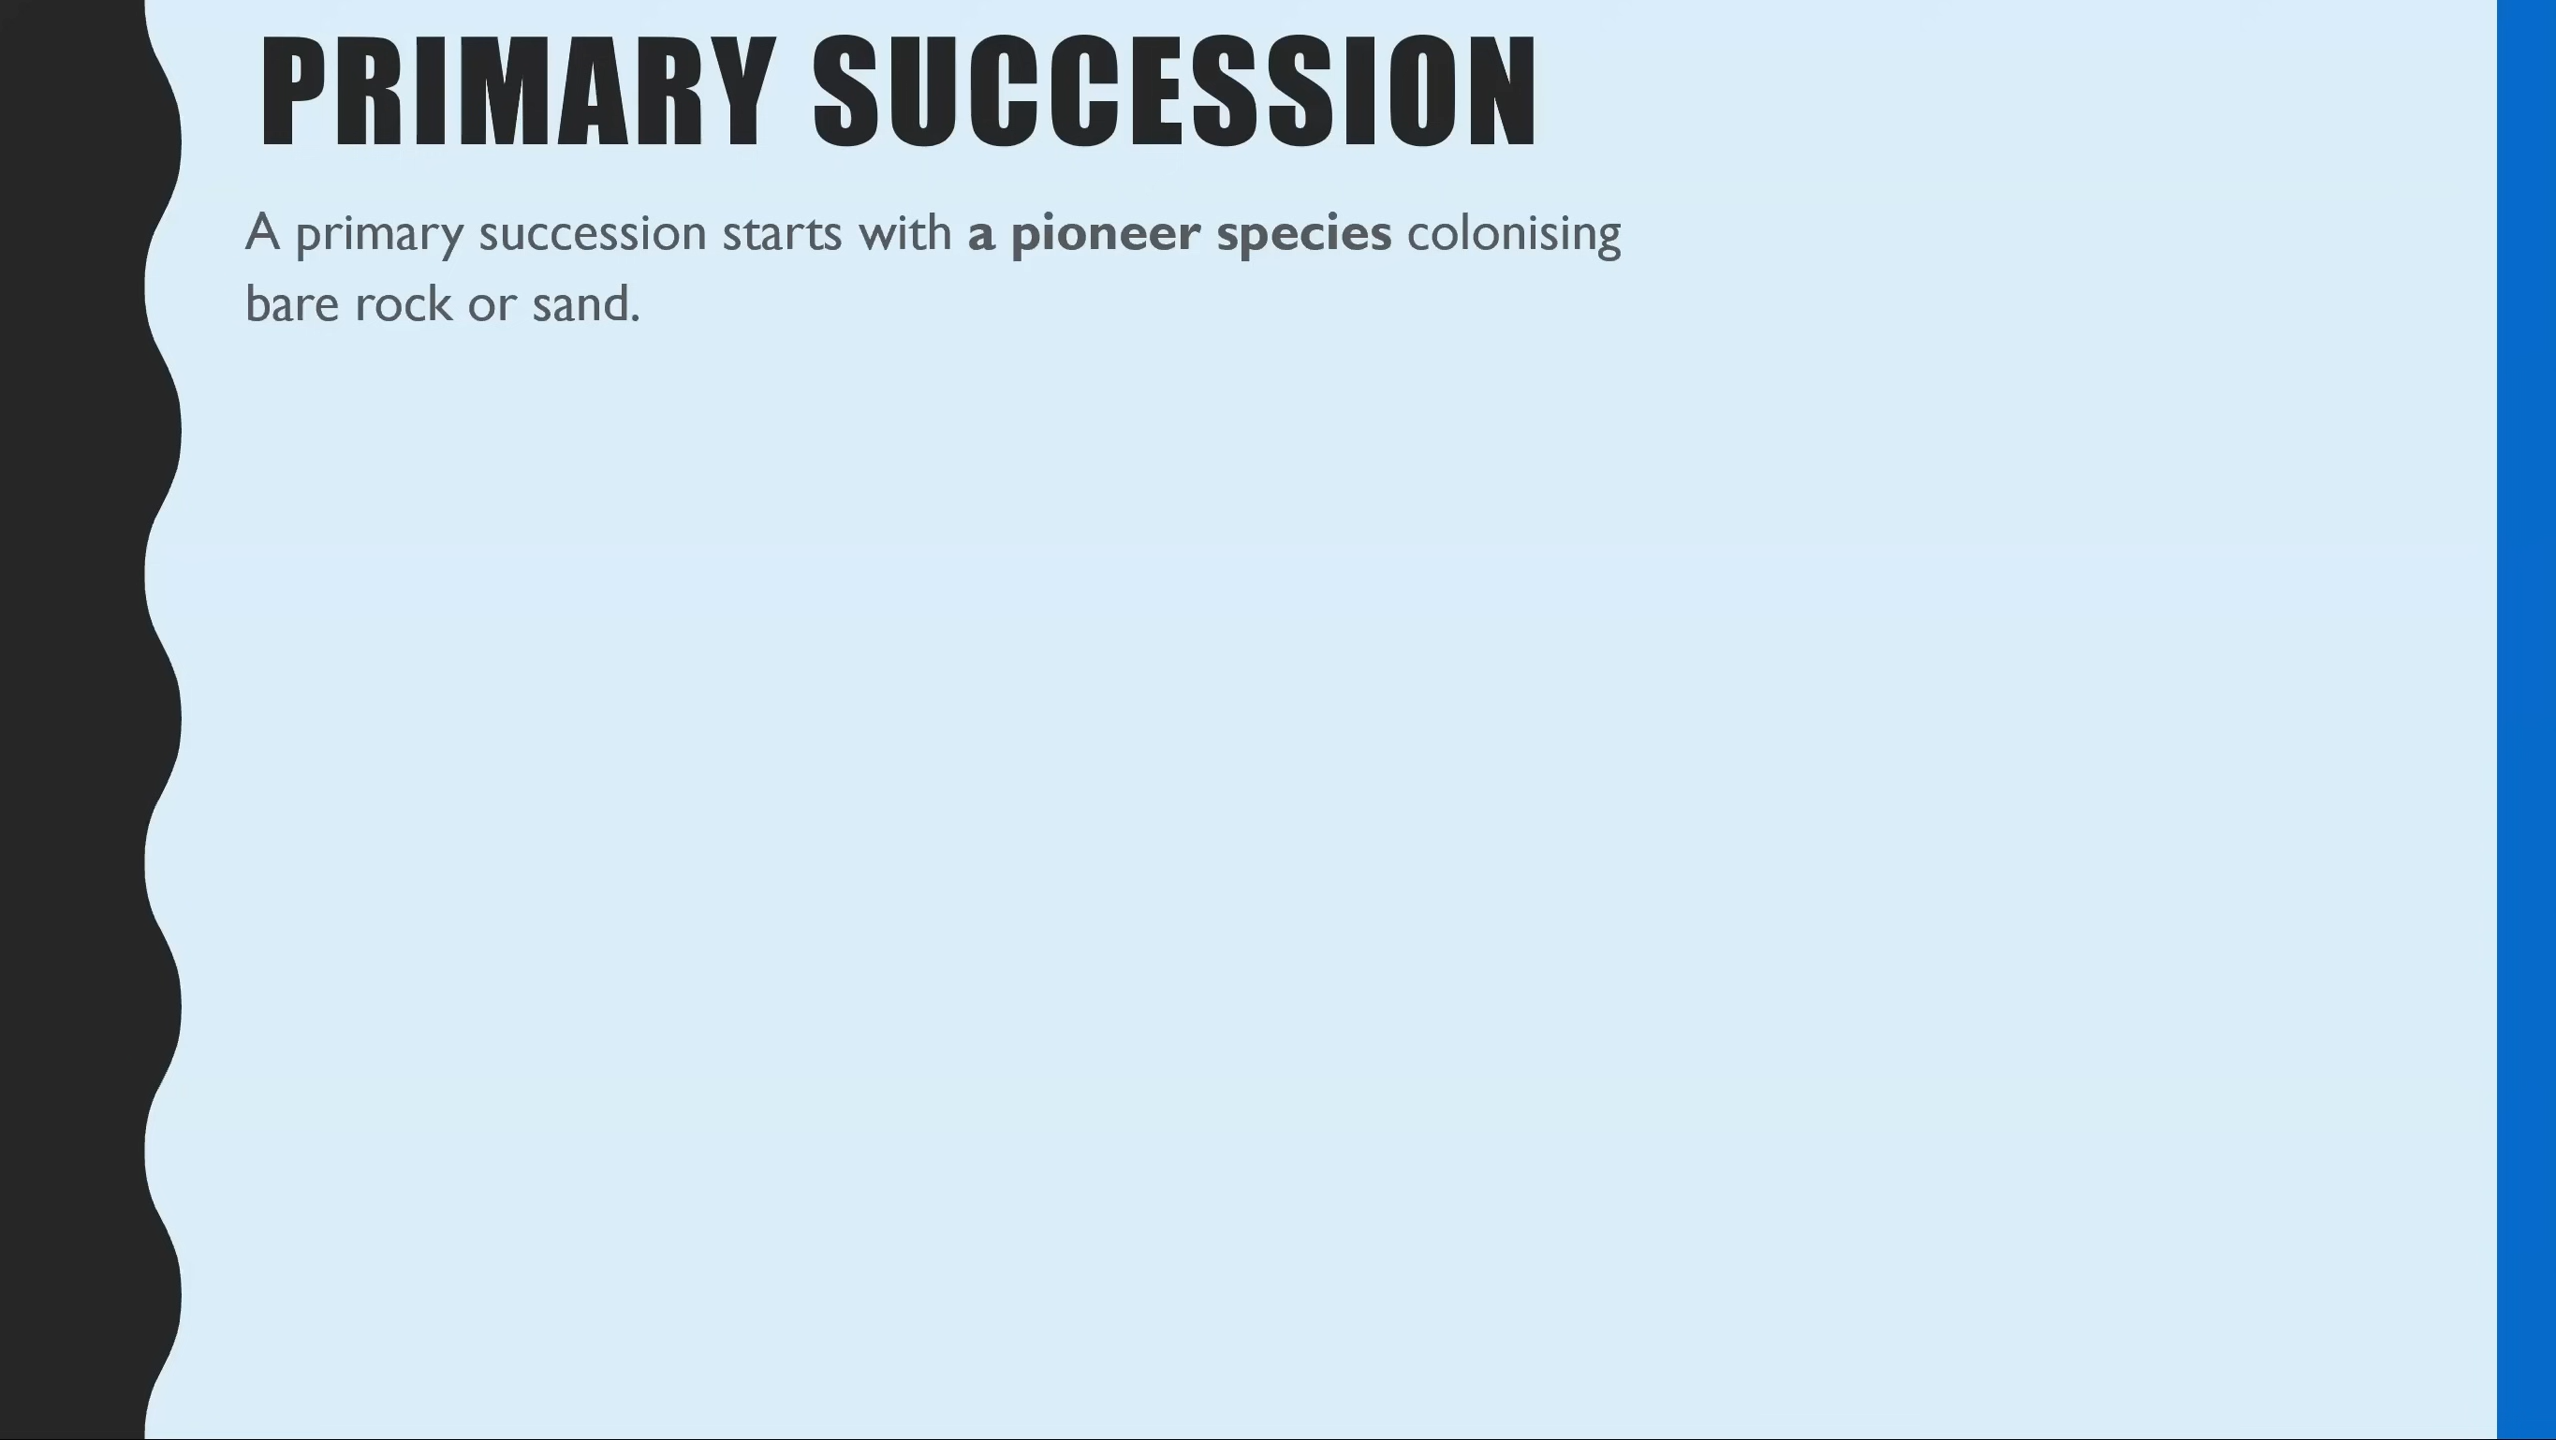 PRIMARY SUCCESSION
A primary succession starts with a pioneer species colonising
bare rock or sand.